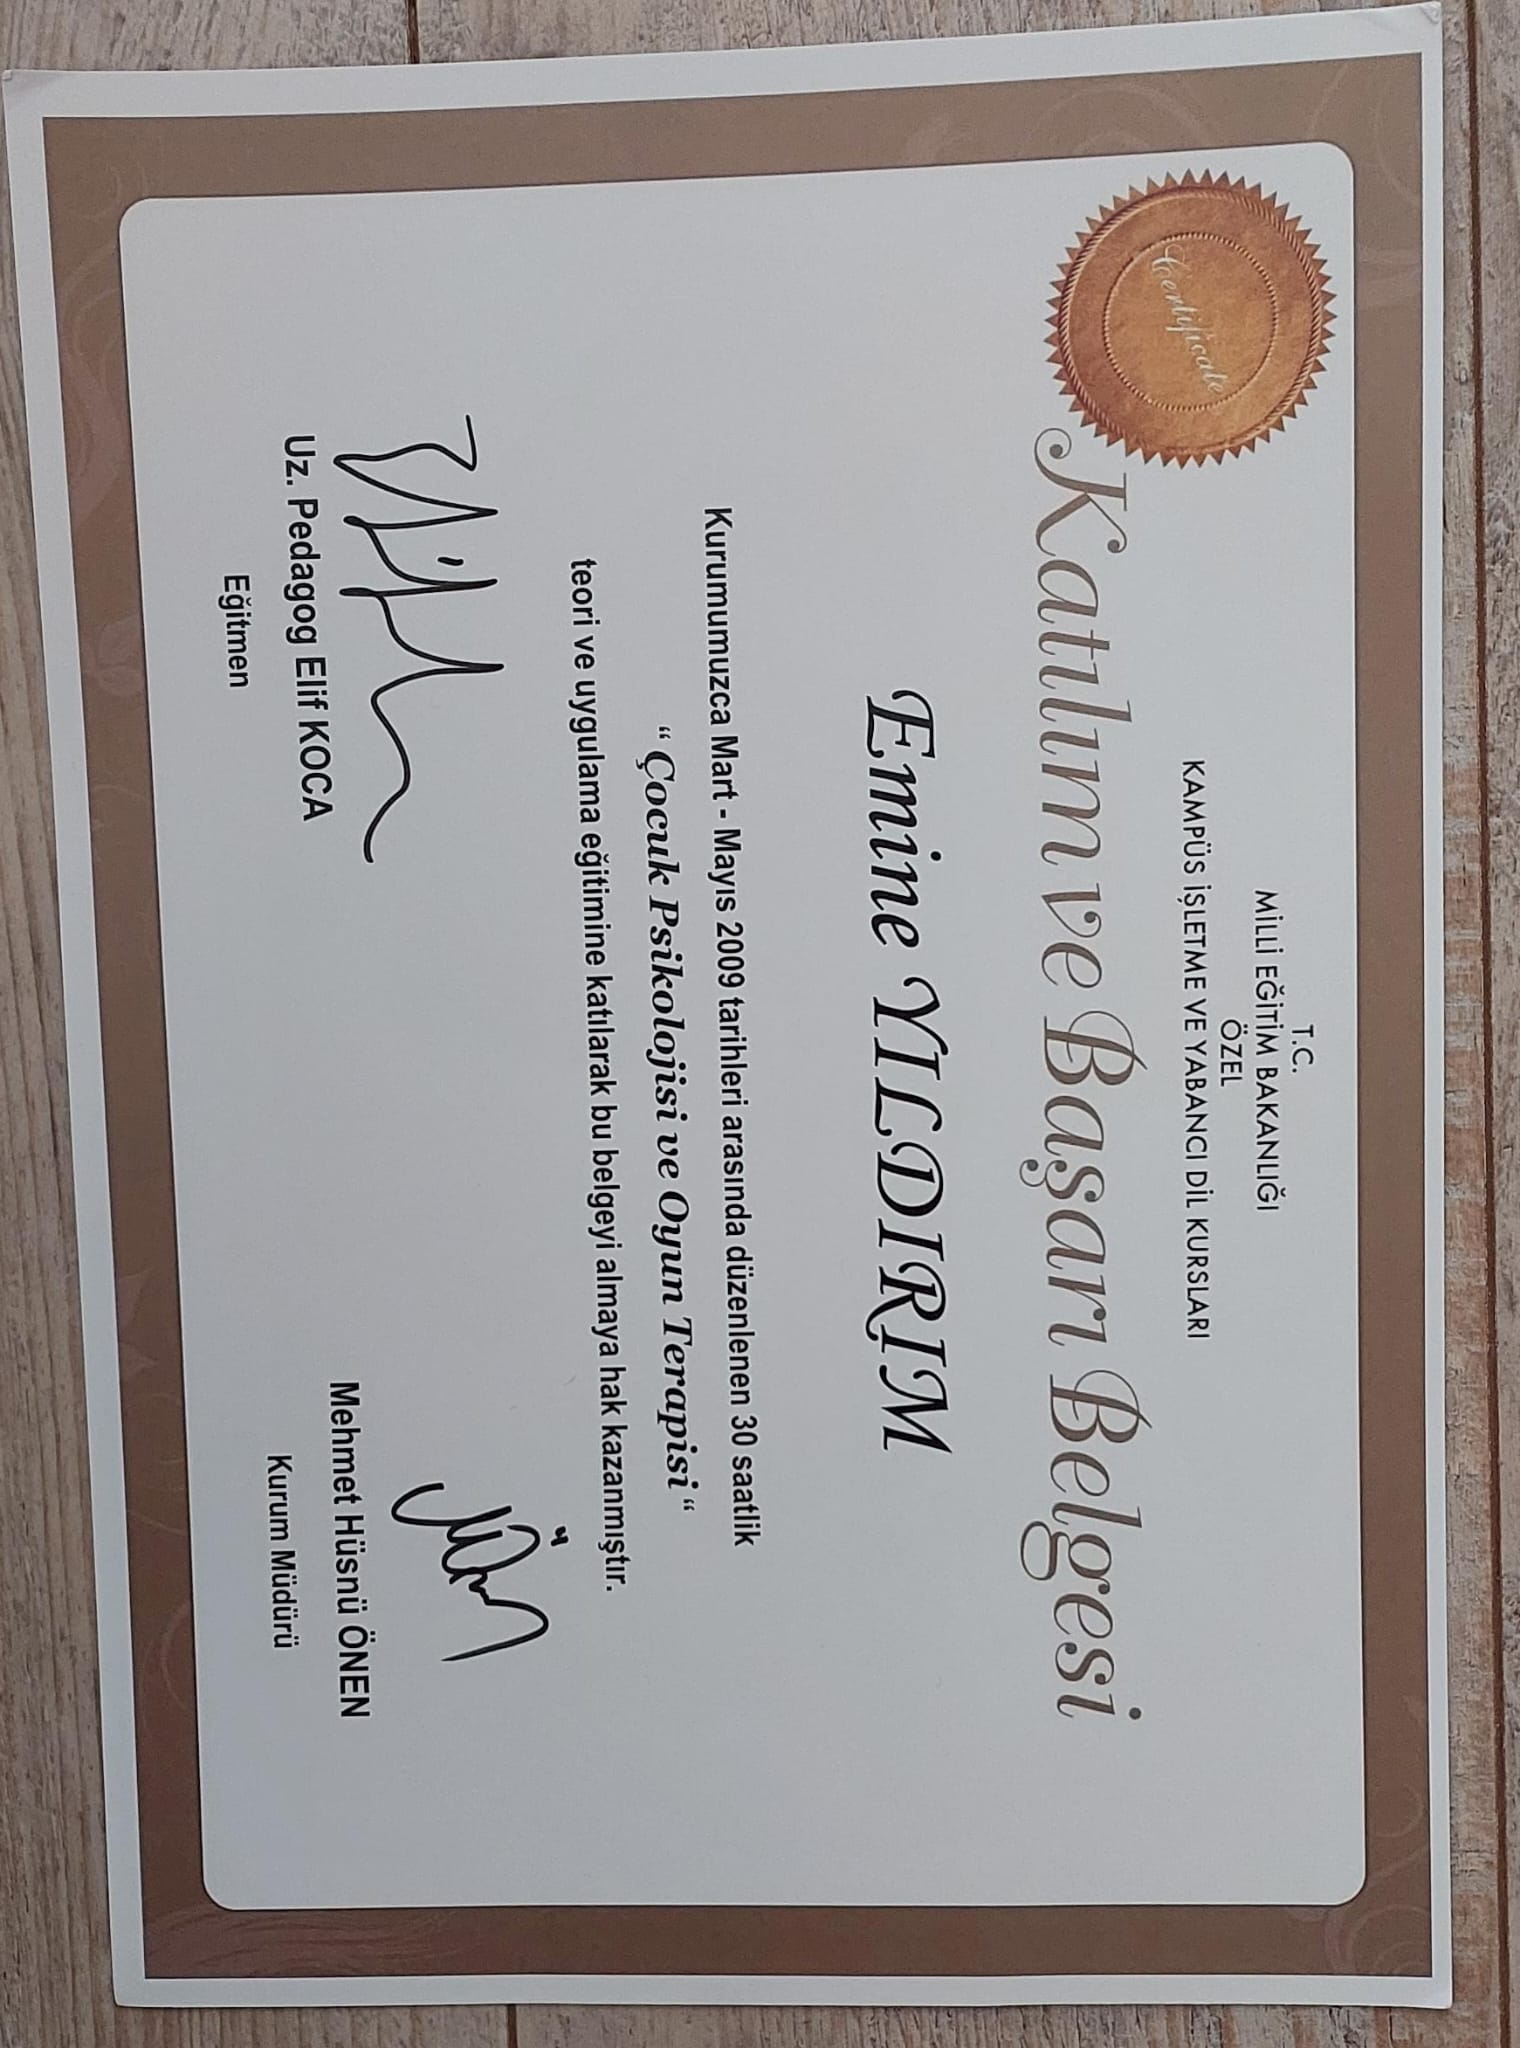 T.C.
MİLLİ EĞİTİM BAKANLIĞI
ÖZEL
KAMPÜS İŞLETME VE YABANCI DİL KURSLARI
Certificate
Katılım ve Başarı Belgesi
Emine YILDIRIM
Kurumumuzca Mart - Mayıs 2009 tarihleri arasında düzenlenen 30 saatlik
“ Çocuk Psikolojisi ve Oyun Terapisi “
teori ve uygulama eğitimine katılarak bu belgeyi almaya hak kazanmıştır.
Uz. Pedagog Elif KOCA
Eğitmen
Mehmet Hüsnü ÖNEN
Kurum Müdürü